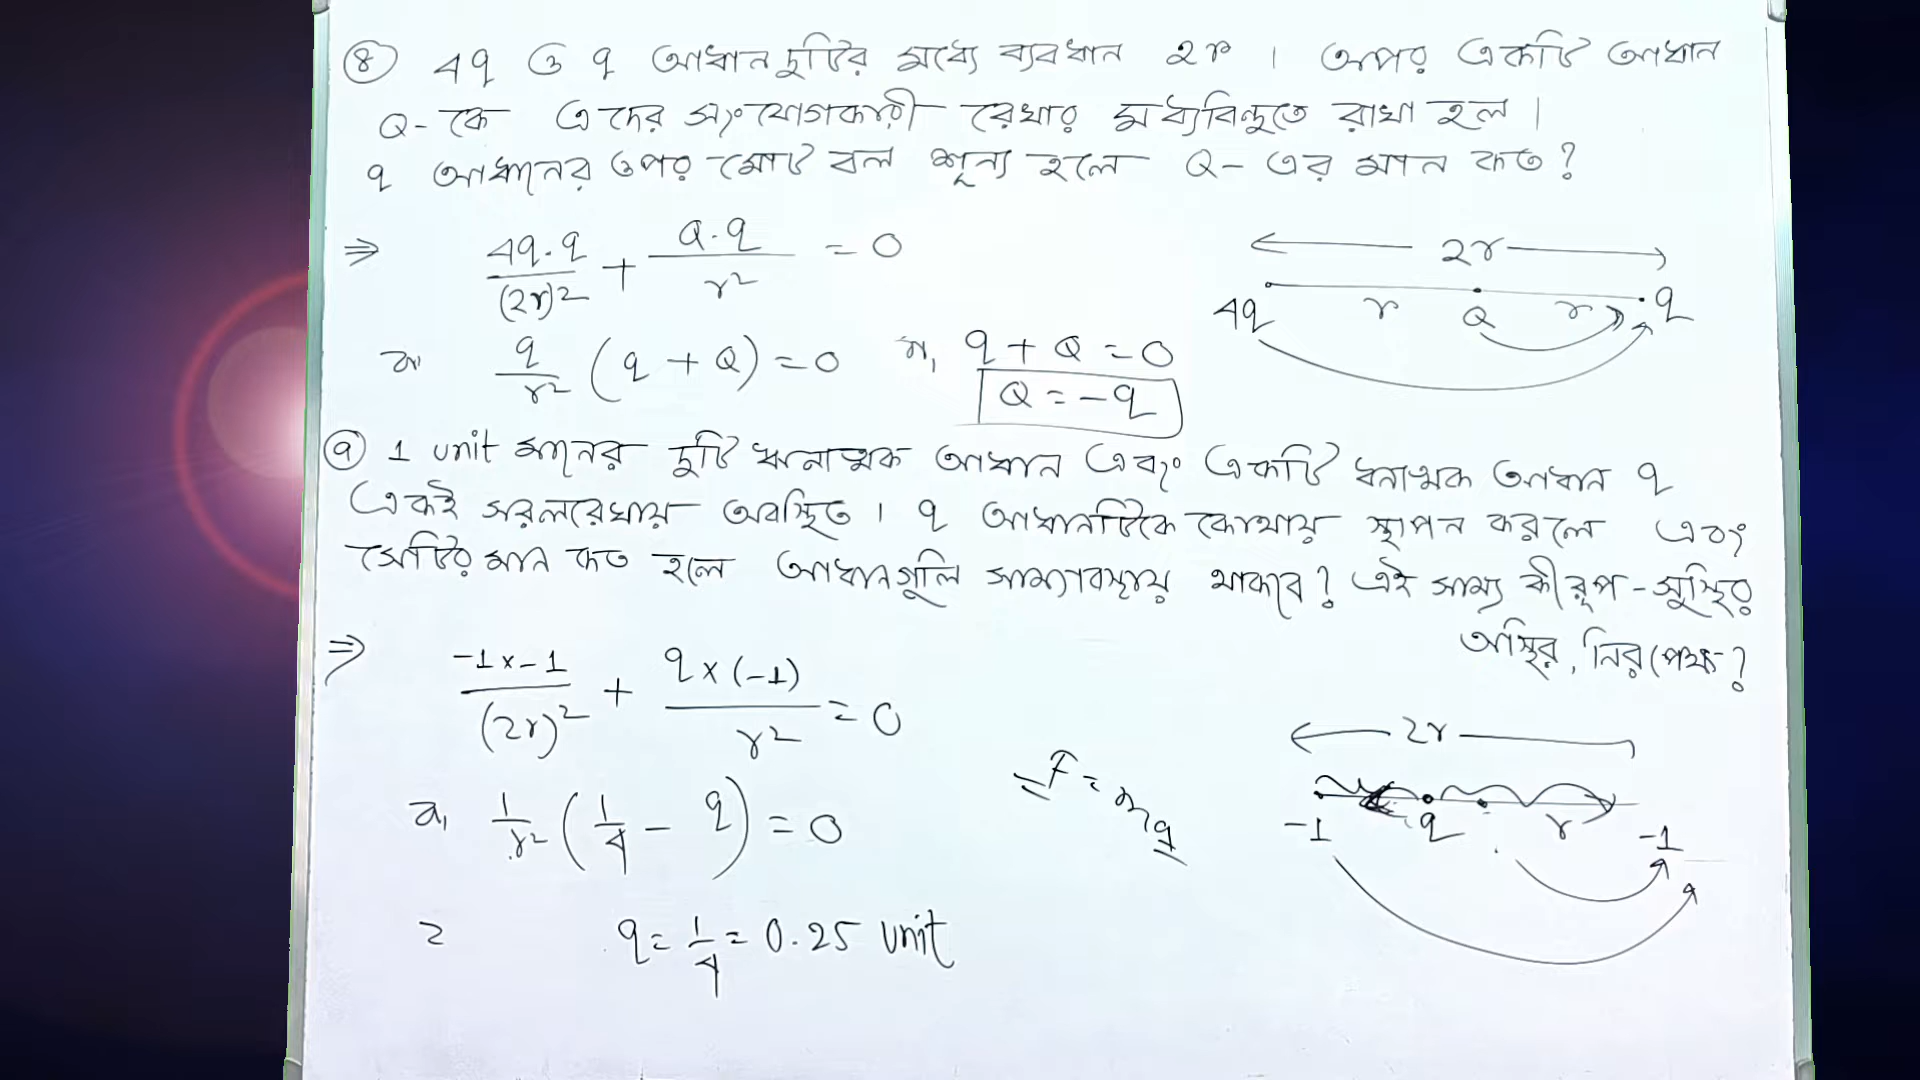 ⑧ 4q ও q আধান দুটির মধ্যে ব্যবধান 2r । অপর একটি আধান
Q- কে এদের সংযোগকারী রেখার মধ্যবিন্দুতে রাখা হল ।
q আধানের ওপর মোট বল শূন্য হলে Q- এর মান কত ?
⇒ 4q.q/(2r)² + Q.q/r² = 0
বা q/r² (q + Q) = 0 বা, q + Q = 0
Q = -q
2r
4q r Q r q
⑨ 1 unit মানের দুটি ঋনাত্মক আধান এবং একটি ধনাত্মক আধান q
একই সরলরেখায় অবস্থিত । q আধানটিকে কোথায় স্থাপন করলে এবং
সেটির মান কত হলে আধানগুলি সাম্যাবস্থায় থাকবে ? এই সাম্য কীরূপ - সুস্থির
অস্থির, নিরপেক্ষ ?
⇒ -1x-1/(2r)² + qx(-1)/r² = 0
বা, 1/r² (1/4 - q) = 0
q = 1/4 = 0.25 unit
2r
-1 q r -1